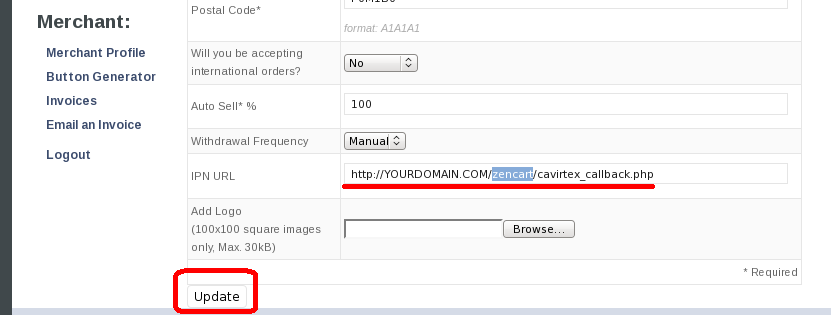 Merchant:
Merchant Profile
Button Generator
Invoices
Email an Invoice
Logout
Postal Code*
format: A1A1A1
Will you be accepting
international orders?
No
Auto Sell* %
100
Withdrawal Frequency
Manual
IPN URL
http://YOURDOMAIN.COM/zencart/cavirtex_callback.php
Add Logo
(100x100 square images
only, Max. 30kB)
Browse...
* Required
Update